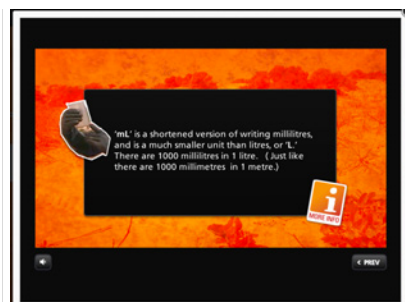 'mL' is a shortened version of writing millilitres,
and is a much smaller unit than litres, or 'L.'
There are 1000 millilitres in 1 litre. (Just like
there are 1000 millimetres in 1 metre.)
MORE INFO
< PREV